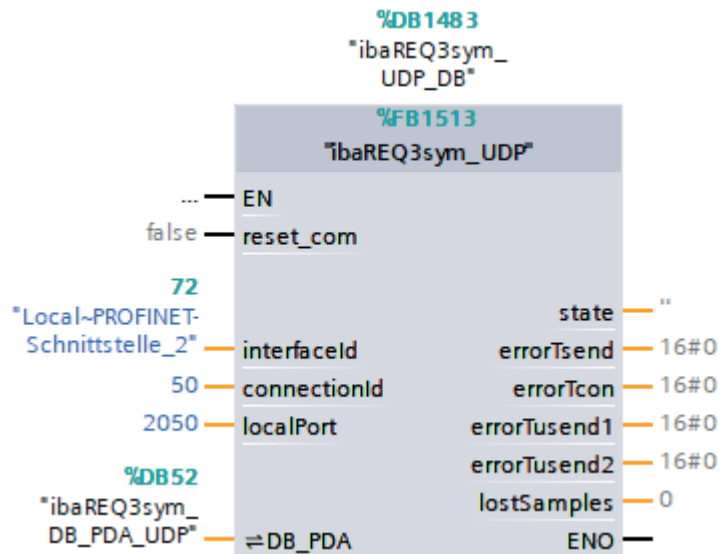 %DB1483
"ibaREQ3sym_
UDP_DB"
%FB1513
"ibaREQ3sym_UDP"
... EN
false reset_com
72
"Local~PROFINET-
Schnittstelle_2" interfaceId
50 connectionId
2050 localPort
%DB52
"ibaREQ3sym_
DB_PDA_UDP" ⇌DB_PDA
state ''
errorTsend 16#0
errorTcon 16#0
errorTusend1 16#0
errorTusend2 16#0
lostSamples 0
ENO